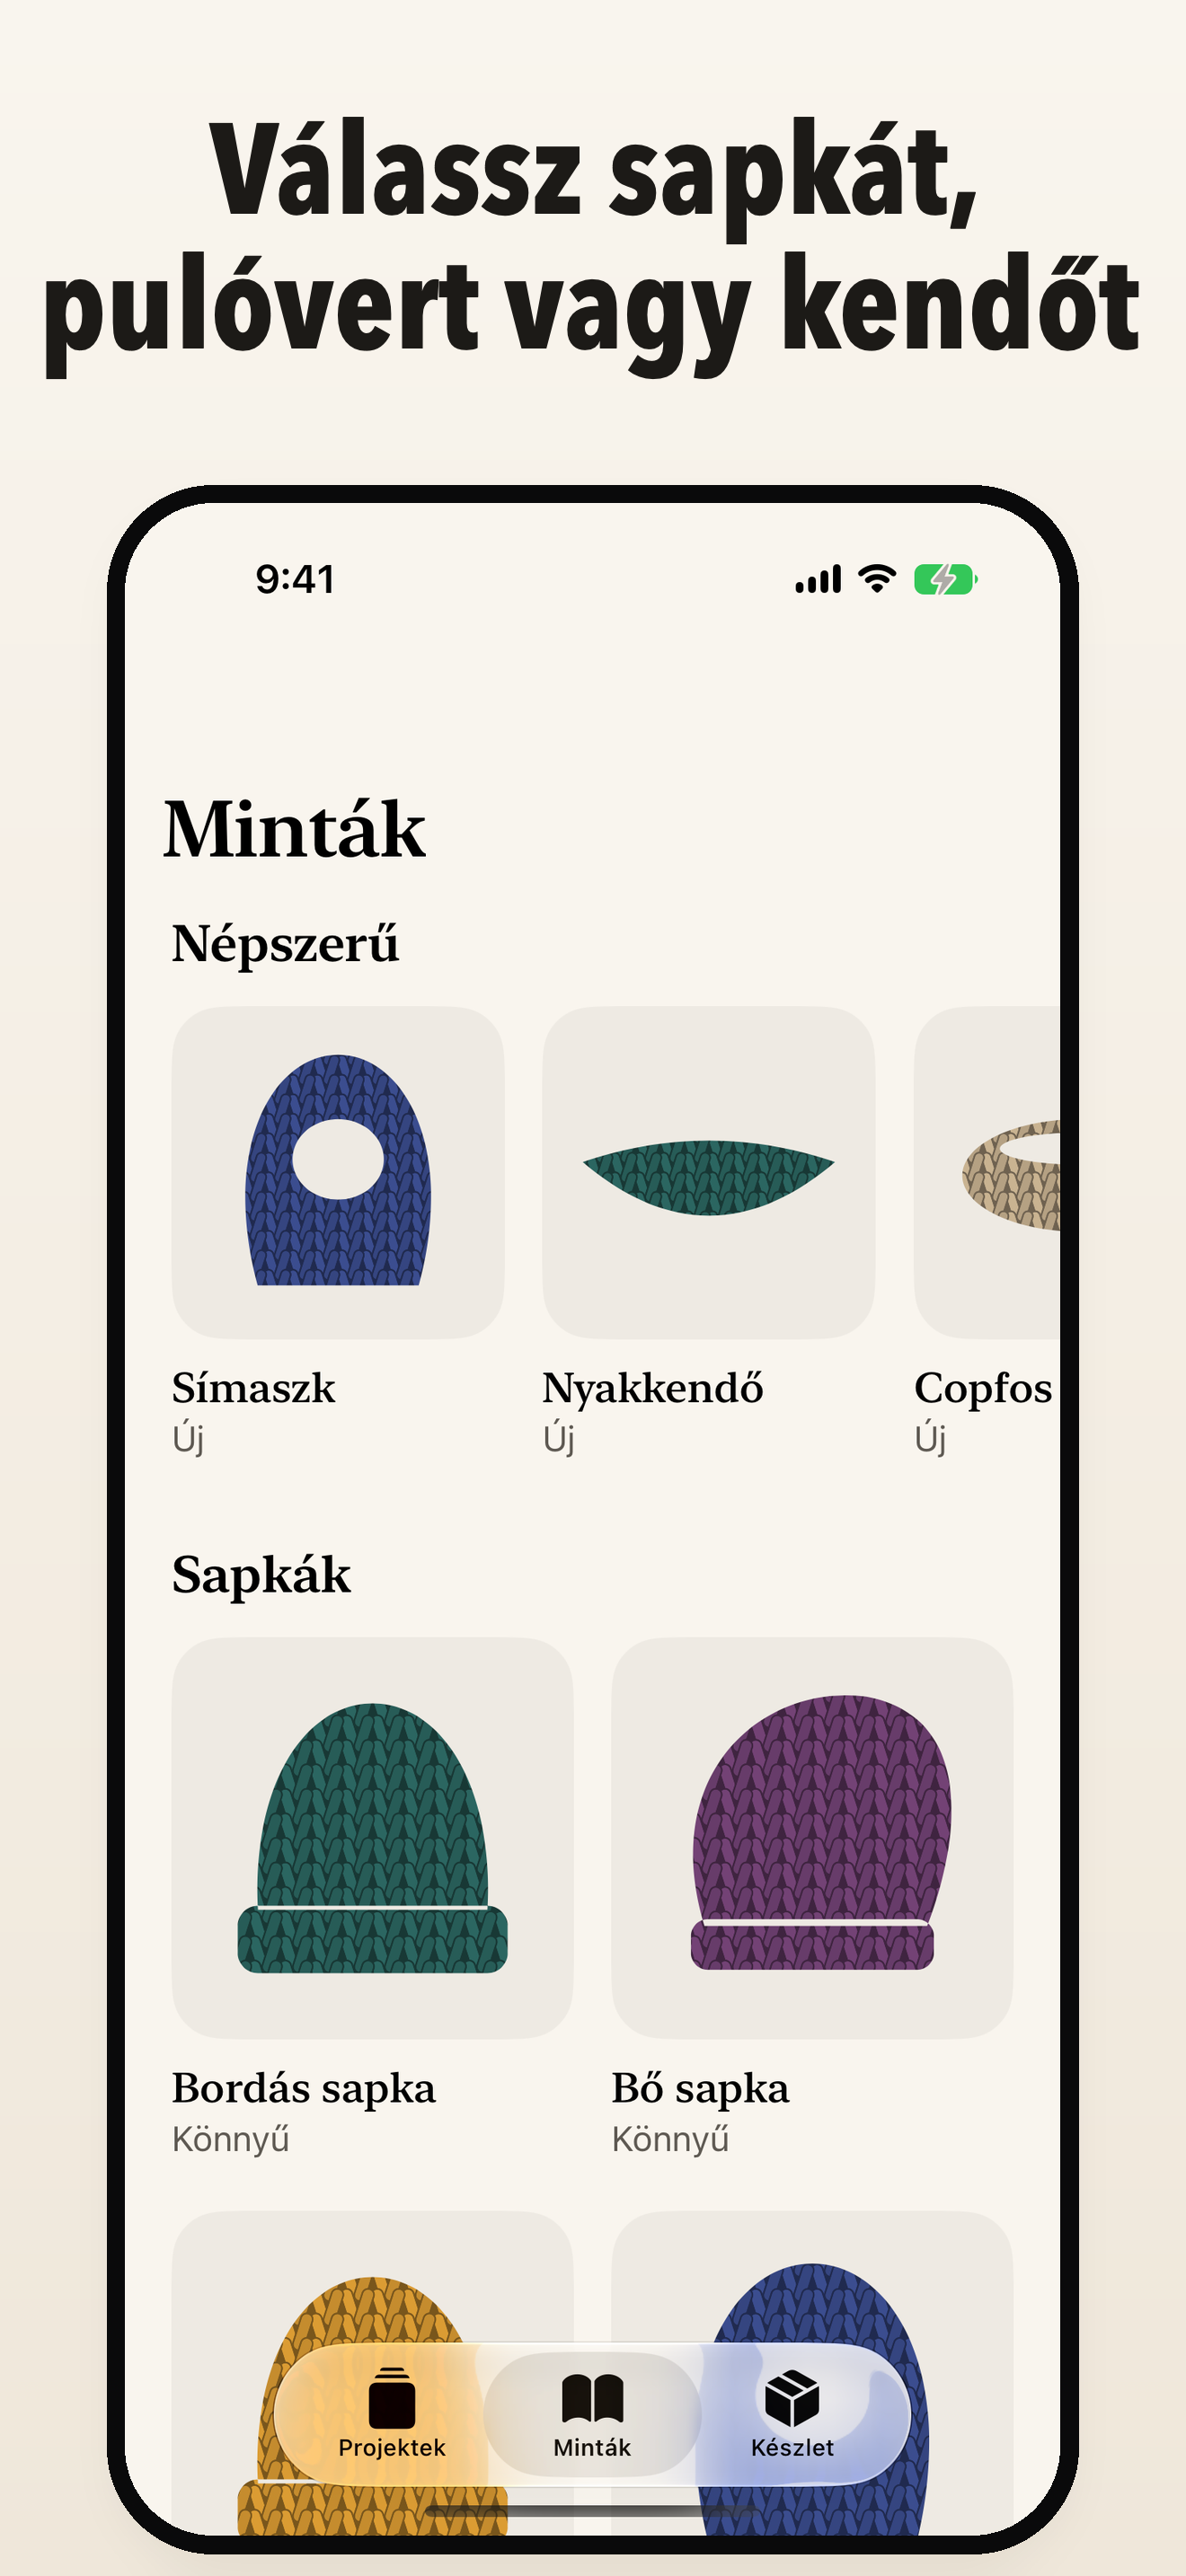 Válassz sapkát,
pulóvert vagy kendőt
9:41
Minták
Népszerű
Símaszk
Új
Nyakkendő
Új
Copfos
Új
Sapkák
Bordás sapka
Könnyű
Bő sapka
Könnyű
Projektek
Minták
Készlet